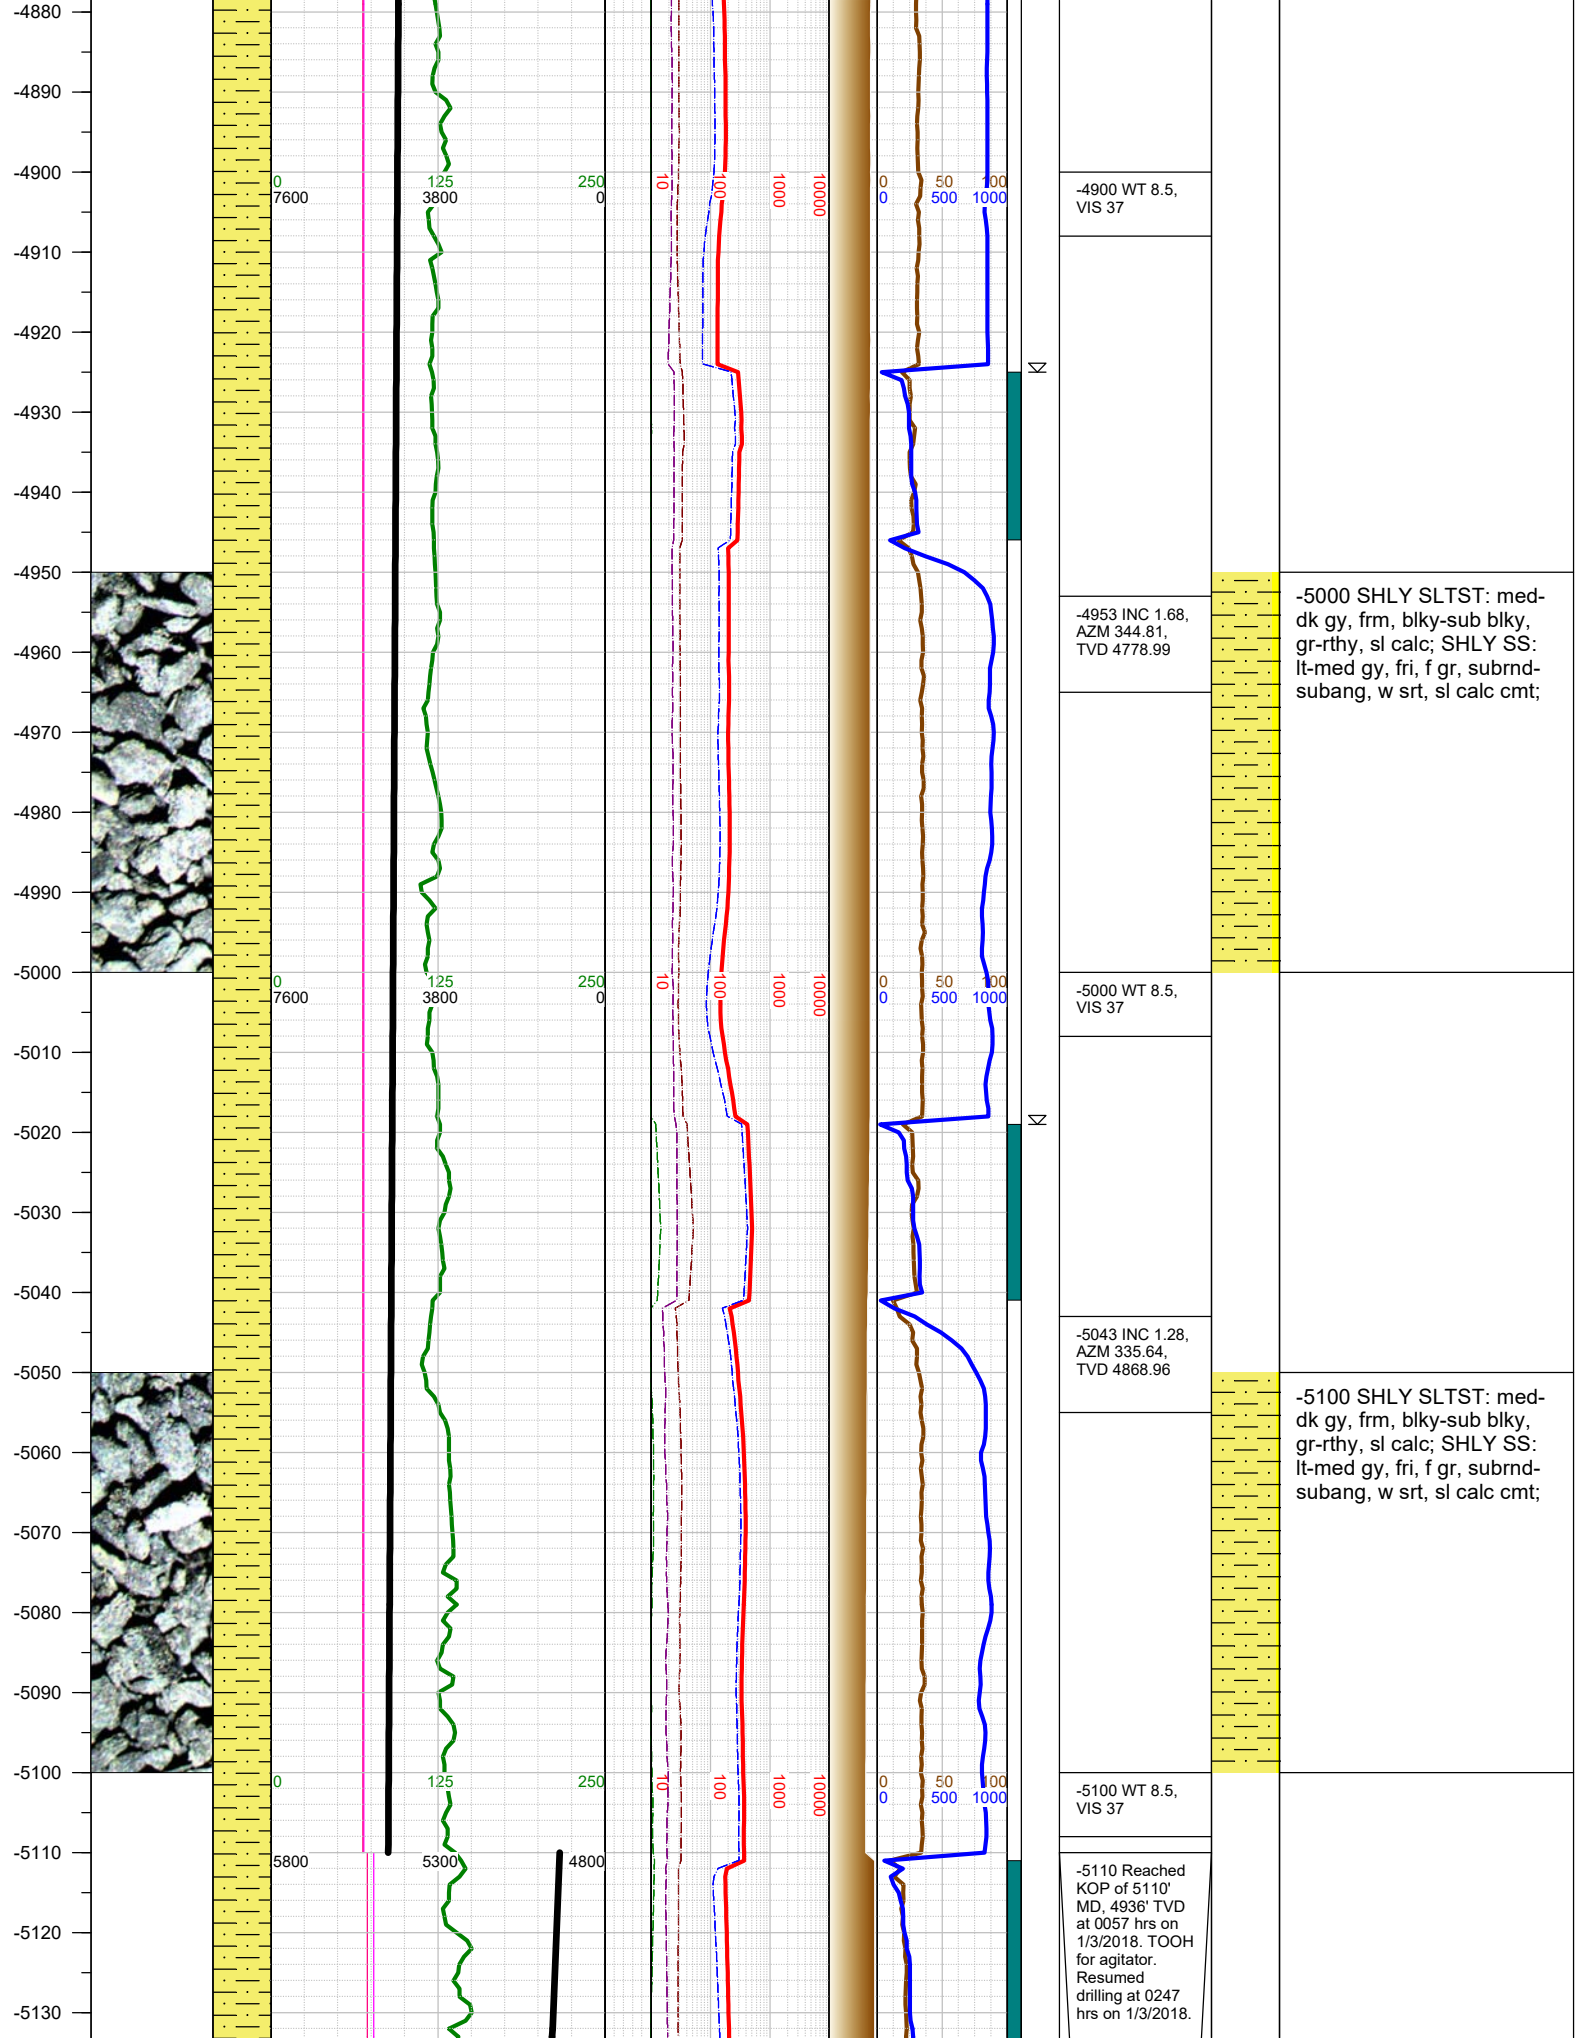 -4880
-4890
-4900
0 125 250
7600 3800 0
10 100 1000 10000
0 50 100
0 500 1000
-4900 WT 8.5,
VIS 37
-4910
-4920
-4930
-4940
-4950
-5000 SHLY SLTST: med-
dk gy, frm, blky-sub blky,
gr-rthy, sl calc; SHLY SS:
lt-med gy, fri, f gr, subrnd-
subang, w srt, sl calc cmt;
-4953 INC 1.68,
AZM 344.81,
TVD 4778.99
-4960
-4970
-4980
-4990
-5000
0 125 250
7600 3800 0
10 100 1000 10000
0 50 100
0 500 1000
-5000 WT 8.5,
VIS 37
-5010
-5020
-5030
-5040
-5043 INC 1.28,
AZM 335.64,
TVD 4868.96
-5050
-5100 SHLY SLTST: med-
dk gy, frm, blky-sub blky,
gr-rthy, sl calc; SHLY SS:
lt-med gy, fri, f gr, subrnd-
subang, w srt, sl calc cmt;
-5060
-5070
-5080
-5090
-5100
0 125 250
10 100 1000 10000
0 50 100
0 500 1000
-5100 WT 8.5,
VIS 37
-5110
5800 5300 4800
-5110 Reached
KOP of 5110'
MD, 4936' TVD
at 0057 hrs on
1/3/2018. TOOH
for agitator.
Resumed
drilling at 0247
hrs on 1/3/2018.
-5120
-5130